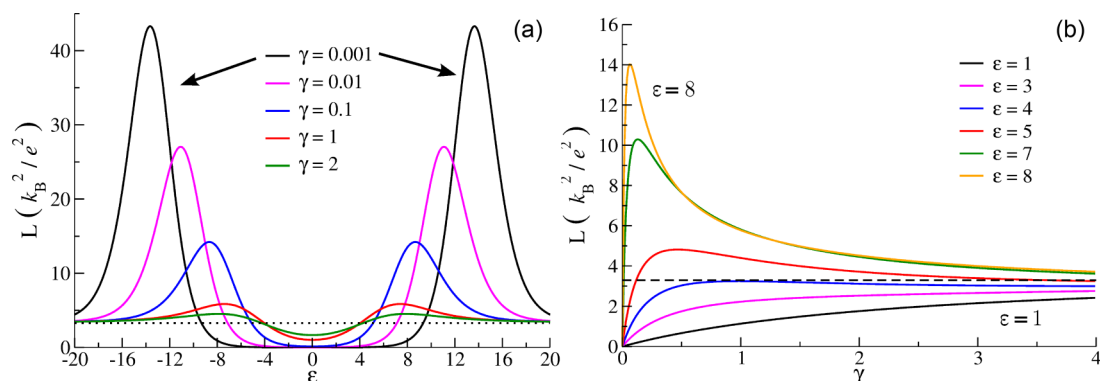 (a)
L ( k_B^2 / e^2 )
40
30
20
10
0
γ = 0.001
γ = 0.01
γ = 0.1
γ = 1
γ = 2
-20 -16 -12 -8 -4 0 4 8 12 16 20
ε
(b)
L ( k_B^2 / e^2 )
16
14
12
10
8
6
4
2
0
ε = 8
ε = 1
ε = 3
ε = 4
ε = 5
ε = 7
ε = 8
ε = 1
0 1 2 3 4
γ